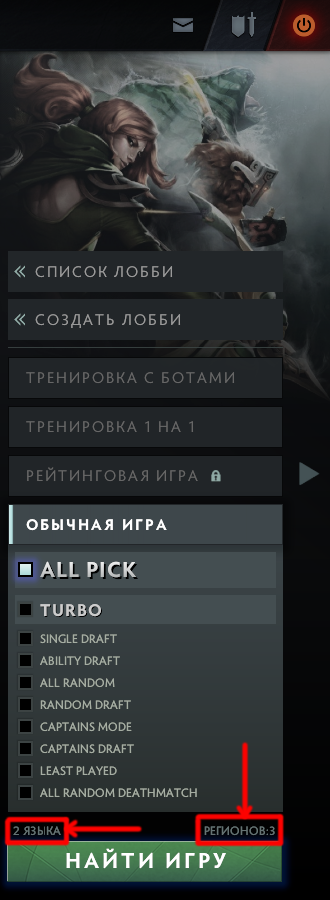 СПИСОК ЛОББИ
СОЗДАТЬ ЛОББИ
ТРЕНИРОВКА С БОТАМИ
ТРЕНИРОВКА 1 НА 1
РЕЙТИНГОВАЯ ИГРА
ОБЫЧНАЯ ИГРА
ALL PICK
TURBO
SINGLE DRAFT
ABILITY DRAFT
ALL RANDOM
RANDOM DRAFT
CAPTAINS MODE
CAPTAINS DRAFT
LEAST PLAYED
ALL RANDOM DEATHMATCH
2 ЯЗЫКА РЕГИОНОВ:3
НАЙТИ ИГРУ